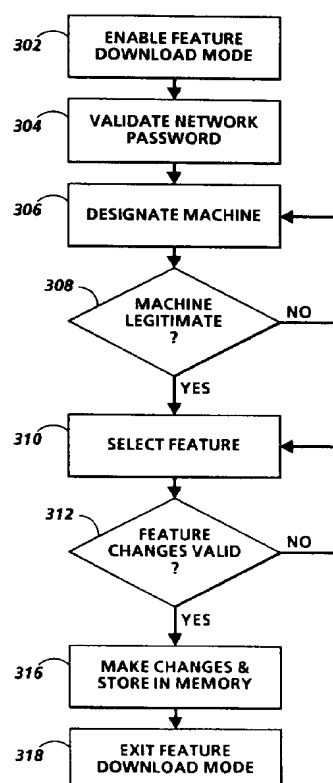 302
ENABLE FEATURE
DOWNLOAD MODE
304
VALIDATE NETWORK
PASSWORD
306
DESIGNATE MACHINE
308
MACHINE
LEGITIMATE
?
NO
YES
310
SELECT FEATURE
312
FEATURE
CHANGES VALID
?
NO
YES
316
MAKE CHANGES &
STORE IN MEMORY
318
EXIT FEATURE
DOWNLOAD MODE